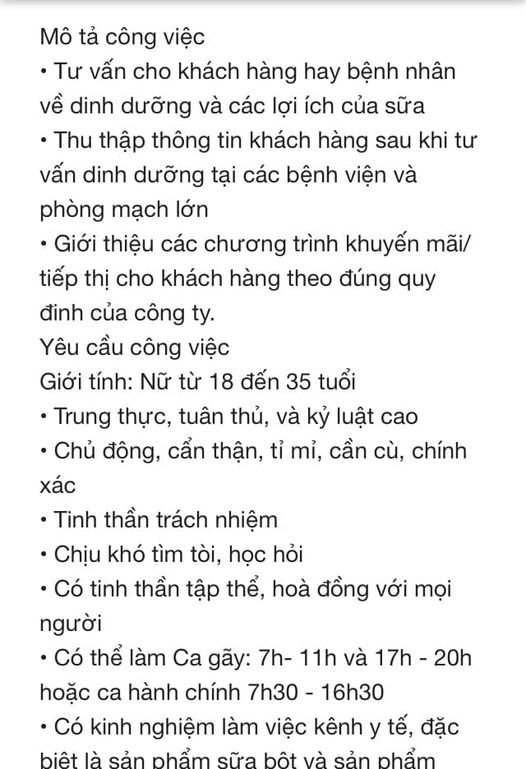 Mô tả công việc
• Tư vấn cho khách hàng hay bệnh nhân
về dinh dưỡng và các lợi ích của sữa
• Thu thập thông tin khách hàng sau khi tư
vấn dinh dưỡng tại các bệnh viện và
phòng mạch lớn
• Giới thiệu các chương trình khuyến mãi/
tiếp thị cho khách hàng theo đúng quy
đinh của công ty.
Yêu cầu công việc
Giới tính: Nữ từ 18 đến 35 tuổi
• Trung thực, tuân thủ, và kỷ luật cao
• Chủ động, cẩn thận, tỉ mỉ, cần cù, chính
xác
• Tinh thần trách nhiệm
• Chịu khó tìm tòi, học hỏi
• Có tinh thần tập thể, hoà đồng với mọi
người
• Có thể làm Ca gãy: 7h- 11h và 17h - 20h
hoặc ca hành chính 7h30 - 16h30
• Có kinh nghiệm làm việc kênh y tế, đặc
biệt là sản phẩm sữa bột và sản phẩm